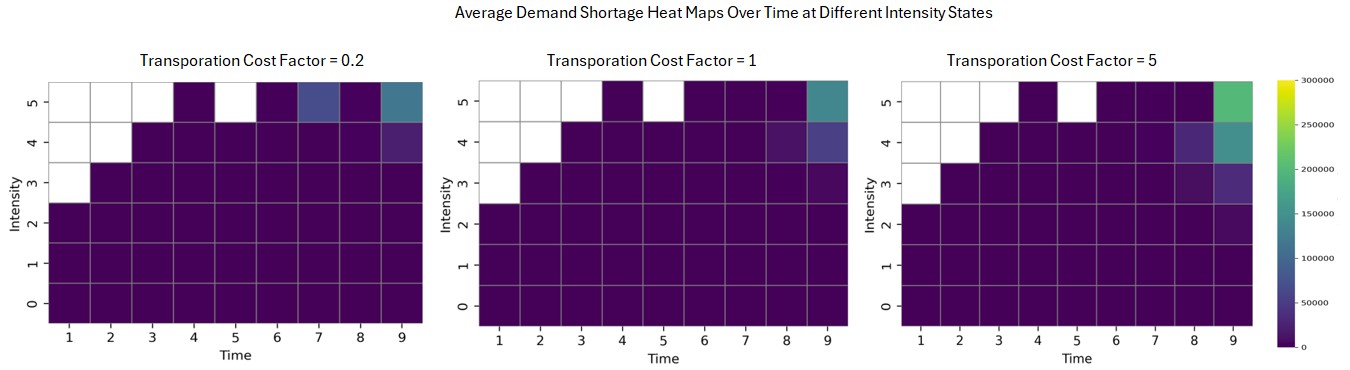 Average Demand Shortage Heat Maps Over Time at Different Intensity States
Transporation Cost Factor = 0.2
Transporation Cost Factor = 1
Transporation Cost Factor = 5
5
4
3
2
1
0
Intensity
1 2 3 4 5 6 7 8 9
Time
5
4
3
2
1
0
Intensity
1 2 3 4 5 6 7 8 9
Time
5
4
3
2
1
0
Intensity
1 2 3 4 5 6 7 8 9
Time
300000
250000
200000
150000
100000
50000
0